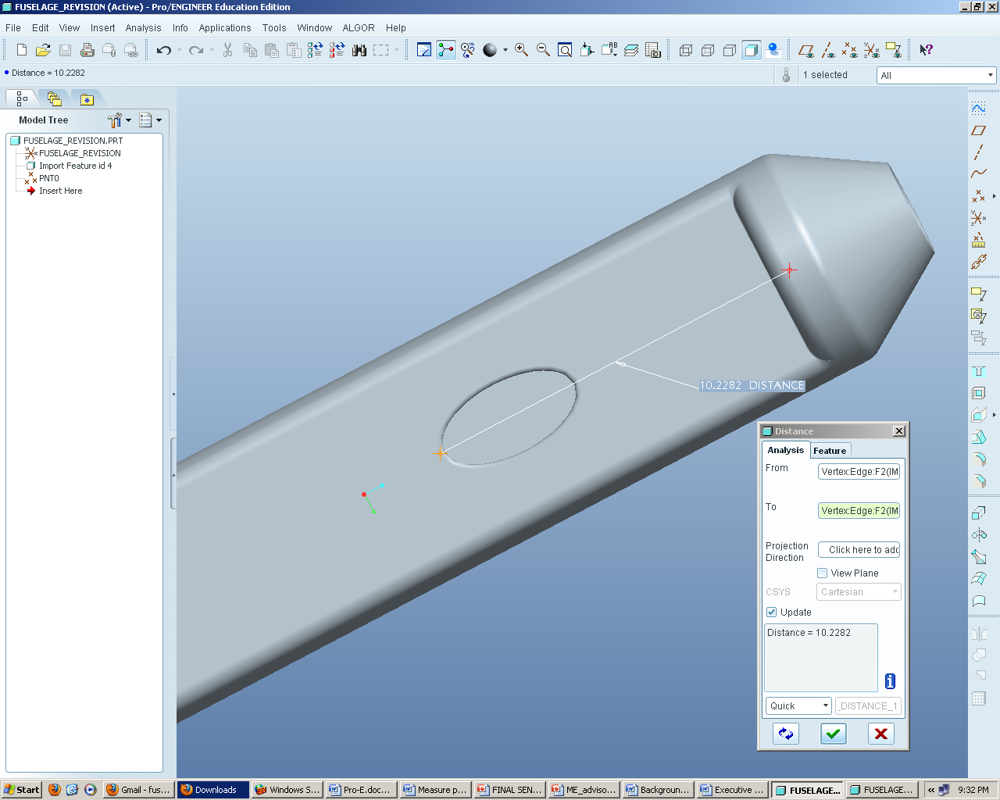 FUSELAGE_REVISION (Active) - Pro/ENGINEER Education Edition
File Edit View Insert Analysis Info Applications Tools Window ALGOR Help
Distance = 10.2282
1 selected
All
Model Tree
FUSELAGE_REVISION.PRT
FUSELAGE_REVISION
Import Feature id 4
PNT0
Insert Here
10.2282 DISTANCE
Distance
Analysis Feature
From Vertex:Edge:F2(IM
To Vertex:Edge:F2(IM
Projection
Direction
Click here to add
View Plane
CSYS Cartesian
Update
Distance = 10.2282
Quick _DISTANCE_1
Start Gmail - fus... Downloads Windows S... Pro-E.doc... Measure p... FINAL SEN... ME_adviso... Backgroun... Executive ... FUSELAGE... FUSELAGE... « 9:32 PM